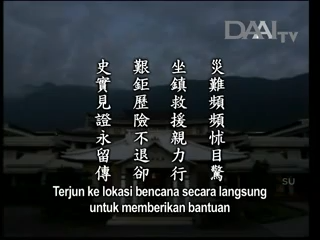 DAAI TV
災難頻頻怵目驚
坐鎮救援親力行
艱鉅歷險不退卻
史實見證永留傳
SU
Terjun ke lokasi bencana secara langsung
untuk memberikan bantuan